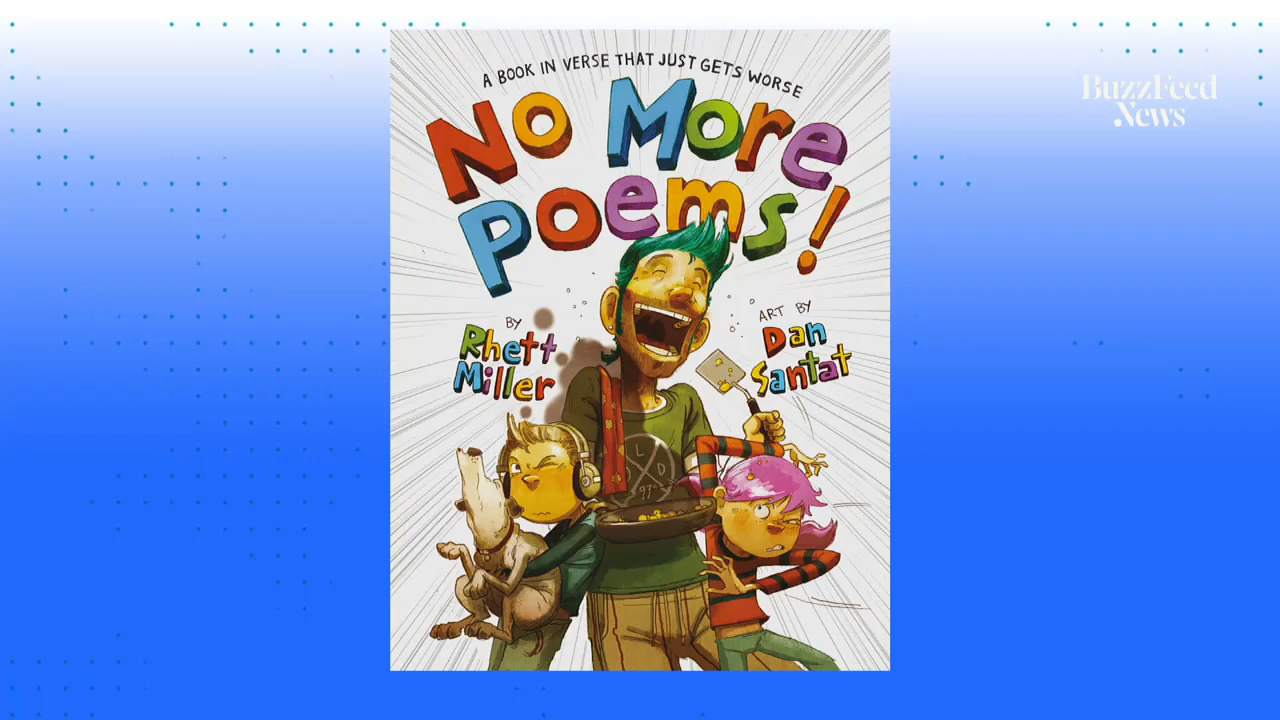 A BOOK IN VERSE THAT JUST GETS WORSE
No More
Poems!
BY
Rhett
Miller
ART BY
Dan
Santat
BuzzFeed
News
L
D
97's